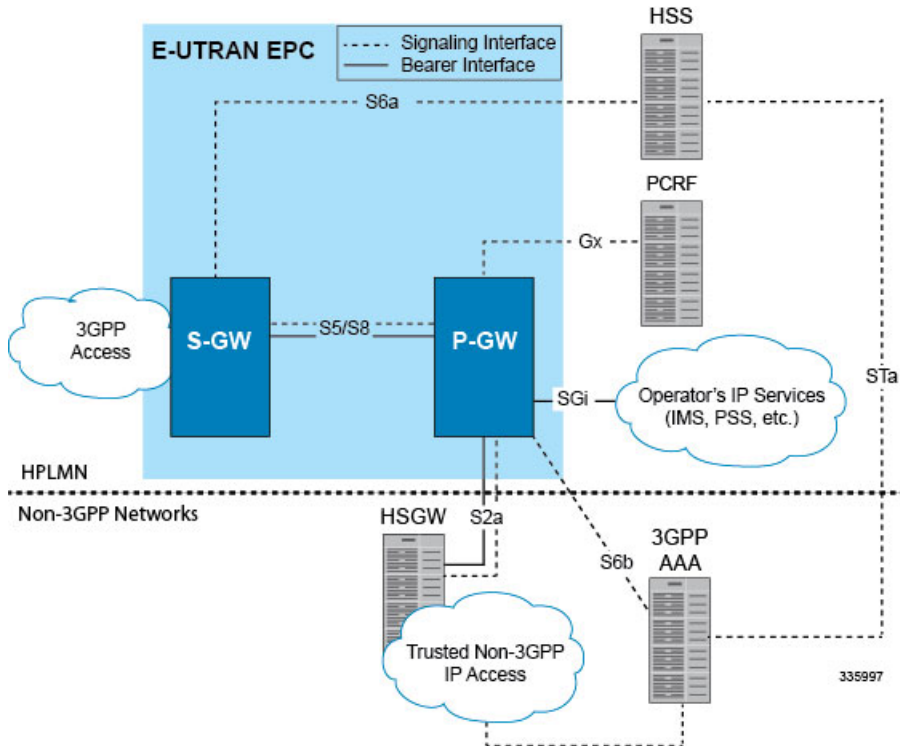 HSS
E-UTRAN EPC
Signaling Interface
Bearer Interface
S6a
PCRF
Gx
3GPP
Access
S-GW
S5/S8
P-GW
STa
SGi
Operator's IP Services
(IMS, PSS, etc.)
HPLMN
Non-3GPP Networks
HSGW
S2a
3GPP
AAA
S6b
Trusted Non-3GPP
IP Access
335997